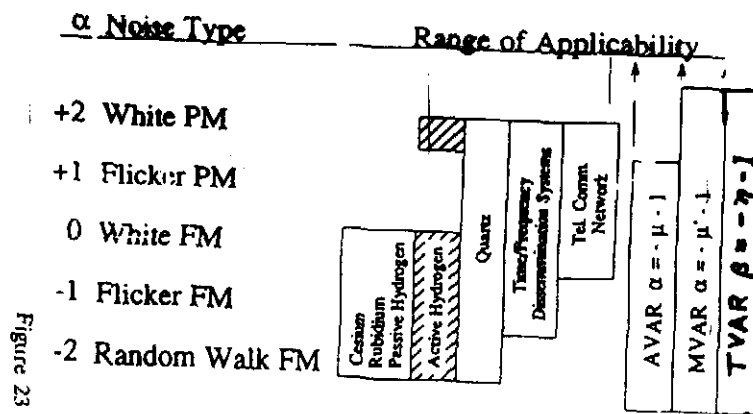 α Noise Type
Range of Applicability
+2 White PM
+1 Flicker PM
0 White FM
-1 Flicker FM
-2 Random Walk FM
Cesium
Rubidium
Passive Hydrogen
Active Hydrogen
Quartz
Time/Frequency
Dissemination Systems
Tel. Comm.
Network
AVAR α = - μ - 1
MVAR α = - μ' - 1
TVAR β = - η - 1
Figure 23